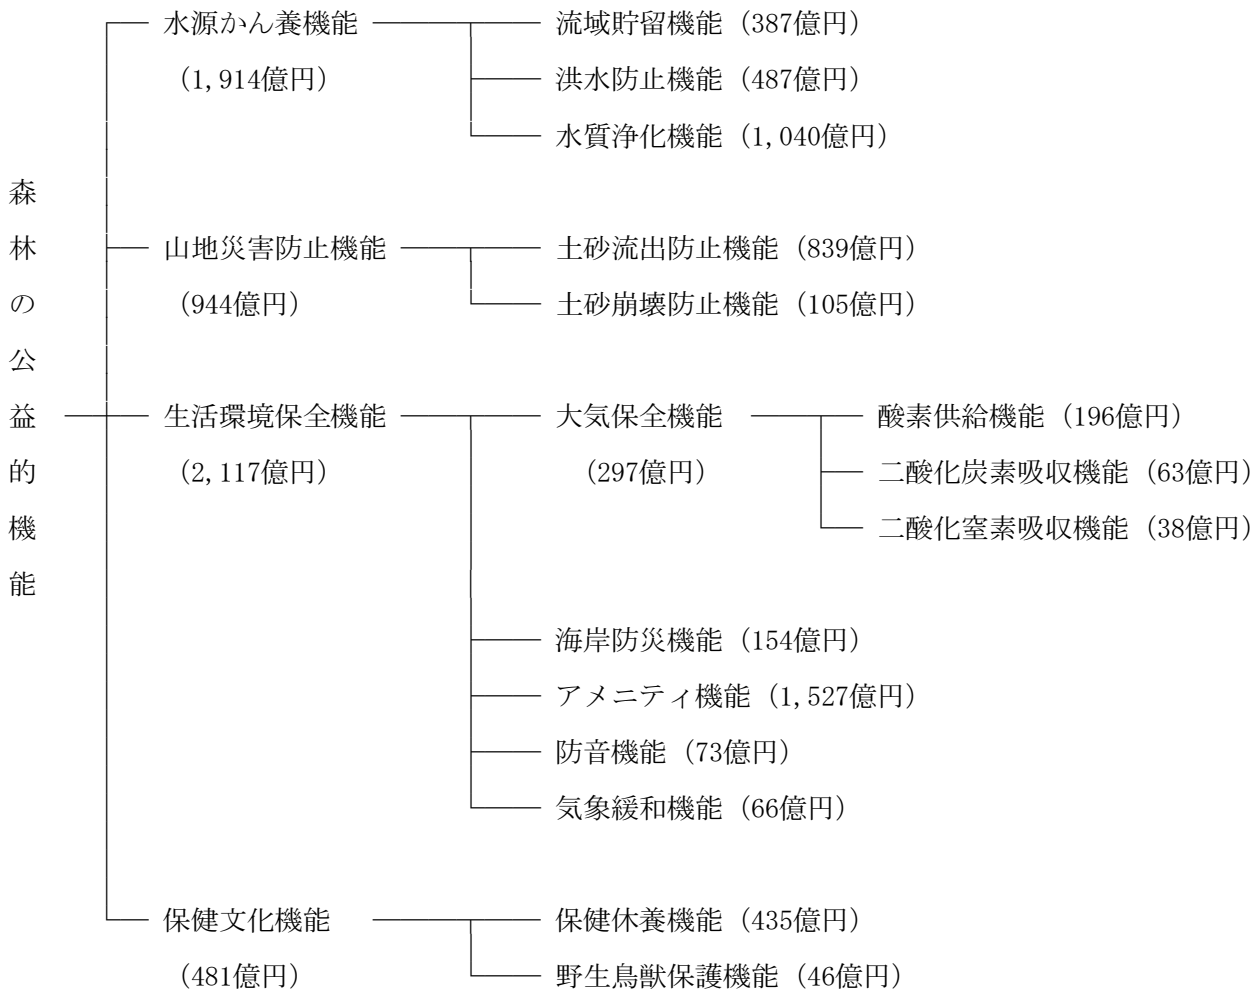 森林の公益的機能
水源かん養機能
（1,914億円）
流域貯留機能（387億円）
洪水防止機能（487億円）
水質浄化機能（1,040億円）
山地災害防止機能
（944億円）
土砂流出防止機能（839億円）
土砂崩壊防止機能（105億円）
生活環境保全機能
（2,117億円）
大気保全機能
（297億円）
酸素供給機能（196億円）
二酸化炭素吸収機能（63億円）
二酸化窒素吸収機能（38億円）
海岸防災機能（154億円）
アメニティ機能（1,527億円）
防音機能（73億円）
気象緩和機能（66億円）
保健文化機能
（481億円）
保健休養機能（435億円）
野生鳥獣保護機能（46億円）